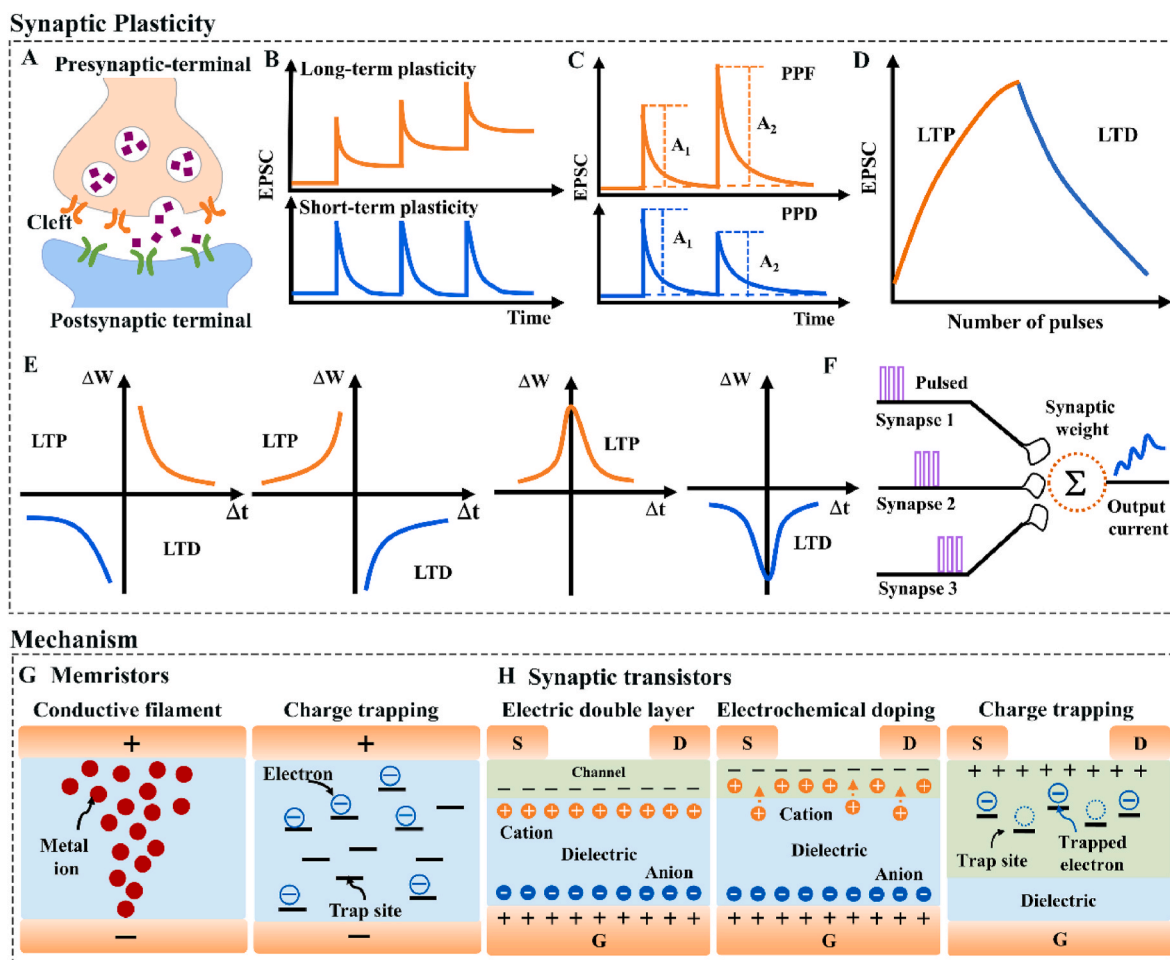 Synaptic Plasticity
A
Presynaptic-terminal
Cleft
Postsynaptic terminal
B
Long-term plasticity
EPSC
Short-term plasticity
Time
C
PPF
A1
A2
EPSC
PPD
A1
A2
Time
D
EPSC
LTP
LTD
Number of pulses
E
ΔW
LTP
Δt
LTD
ΔW
LTP
Δt
LTD
ΔW
LTP
Δt
ΔW
Δt
LTD
F
Pulsed
Synapse 1
Synaptic
weight
Synapse 2
Σ
Output
current
Synapse 3
Mechanism
G Memristors
Conductive filament
+
Metal
ion
−
Charge trapping
+
Electron
Trap site
−
H Synaptic transistors
Electric double layer
S
D
Channel
− − − − − − − − −
+ + + + + + + + +
Cation
Dielectric
Anion
− − − − − − − − −
+ + + + + + + + +
G
Electrochemical doping
S
D
Cation
Dielectric
Anion
− − − − − − − − −
+ + + + + + + + +
G
Charge trapping
S
D
+ + + + + + + +
Trap site
Trapped
electron
Dielectric
G